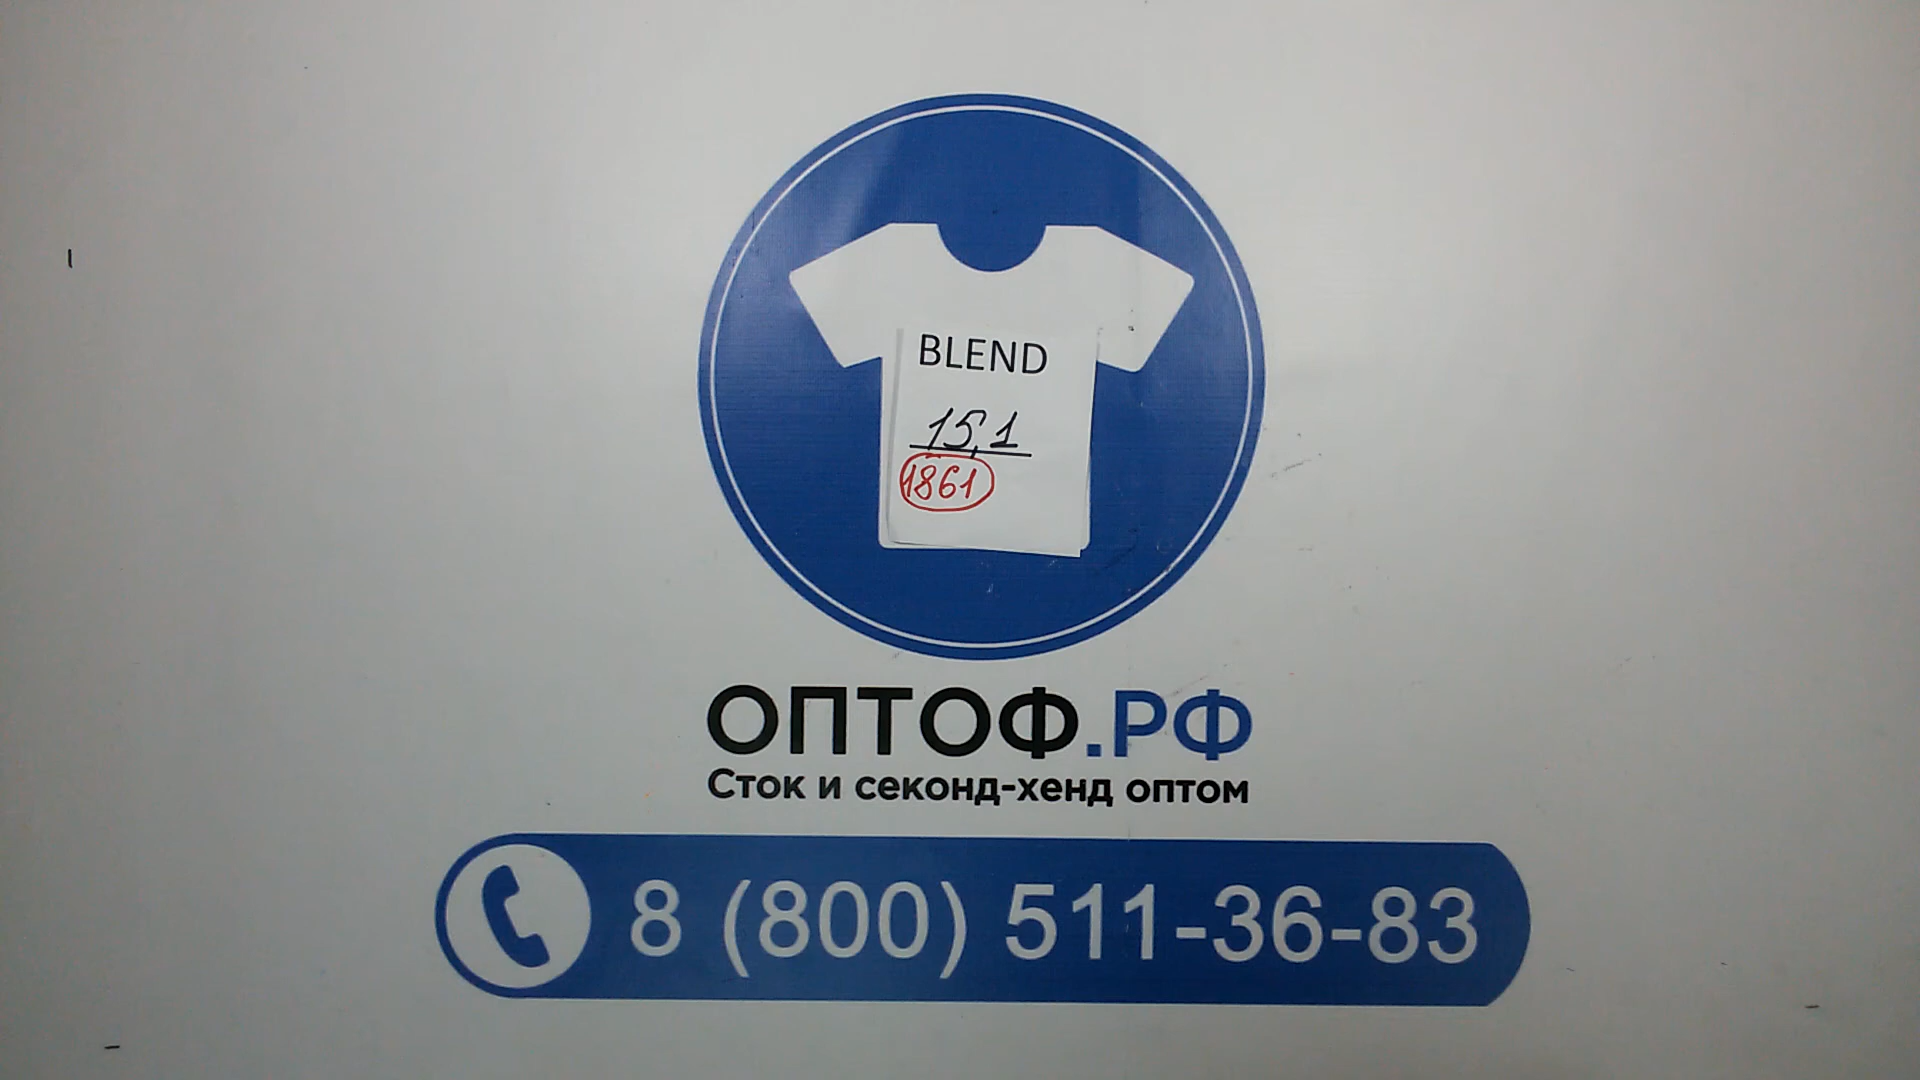 BLEND
15,1
1861
ОПТОФ.РФ
Сток и секонд-хенд оптом
8 (800) 511-36-83